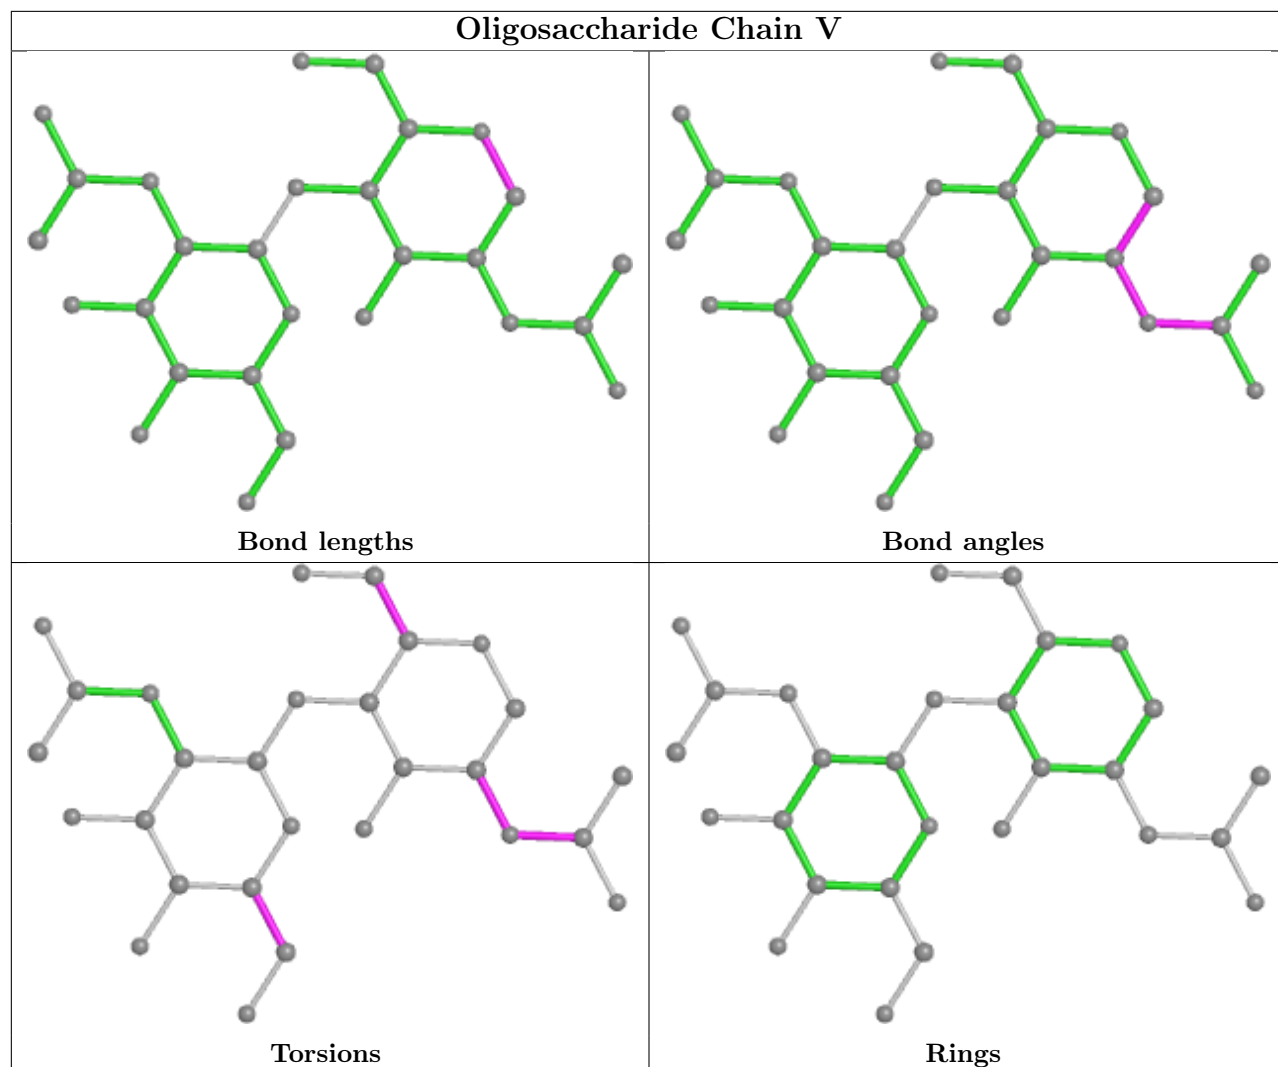 Oligosaccharide Chain V
Bond lengths
Bond angles
Torsions
Rings